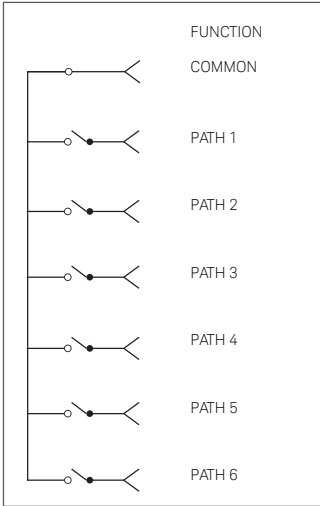 FUNCTION
COMMON
PATH 1
PATH 2
PATH 3
PATH 4
PATH 5
PATH 6